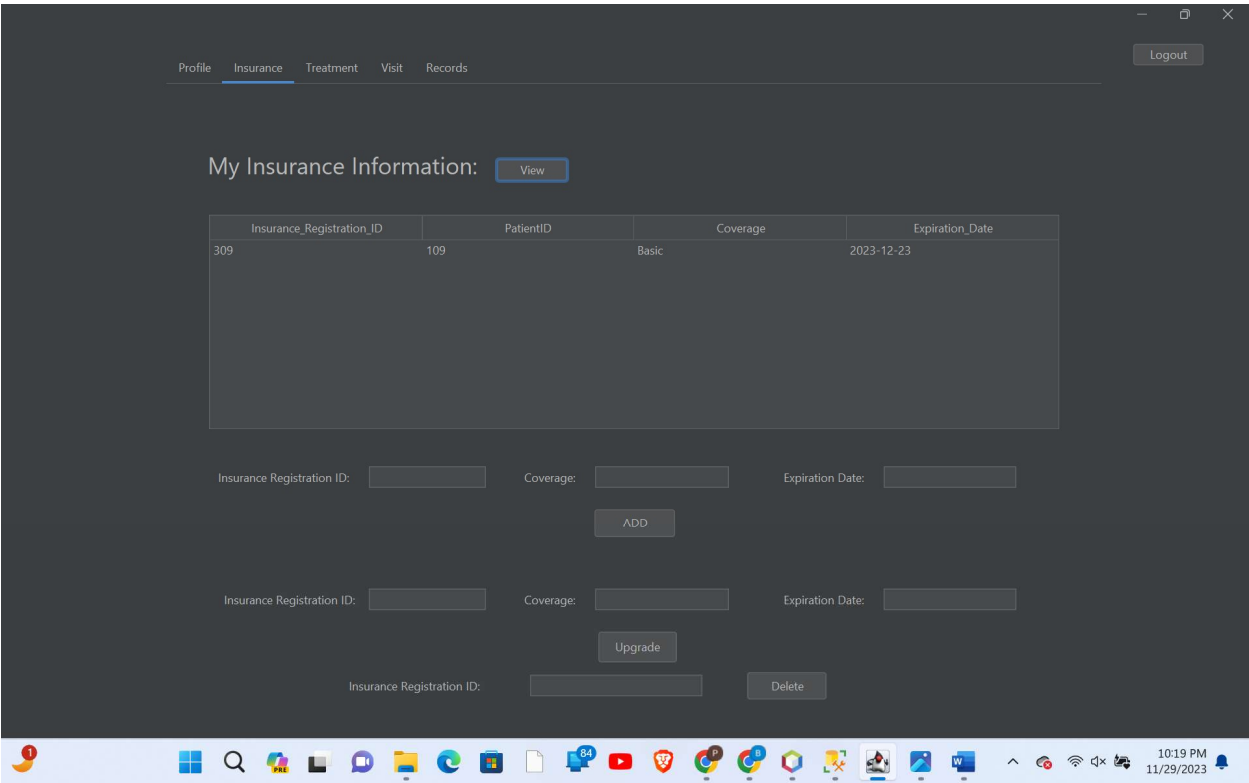 Logout
Profile Insurance Treatment Visit Records
My Insurance Information: View
Insurance_Registration_ID PatientID Coverage Expiration_Date
309 109 Basic 2023-12-23
Insurance Registration ID: Coverage: Expiration Date:
ADD
Insurance Registration ID: Coverage: Expiration Date:
Upgrade
Insurance Registration ID: Delete
1 PRE 84 P B W 10:19 PM
11/29/2023